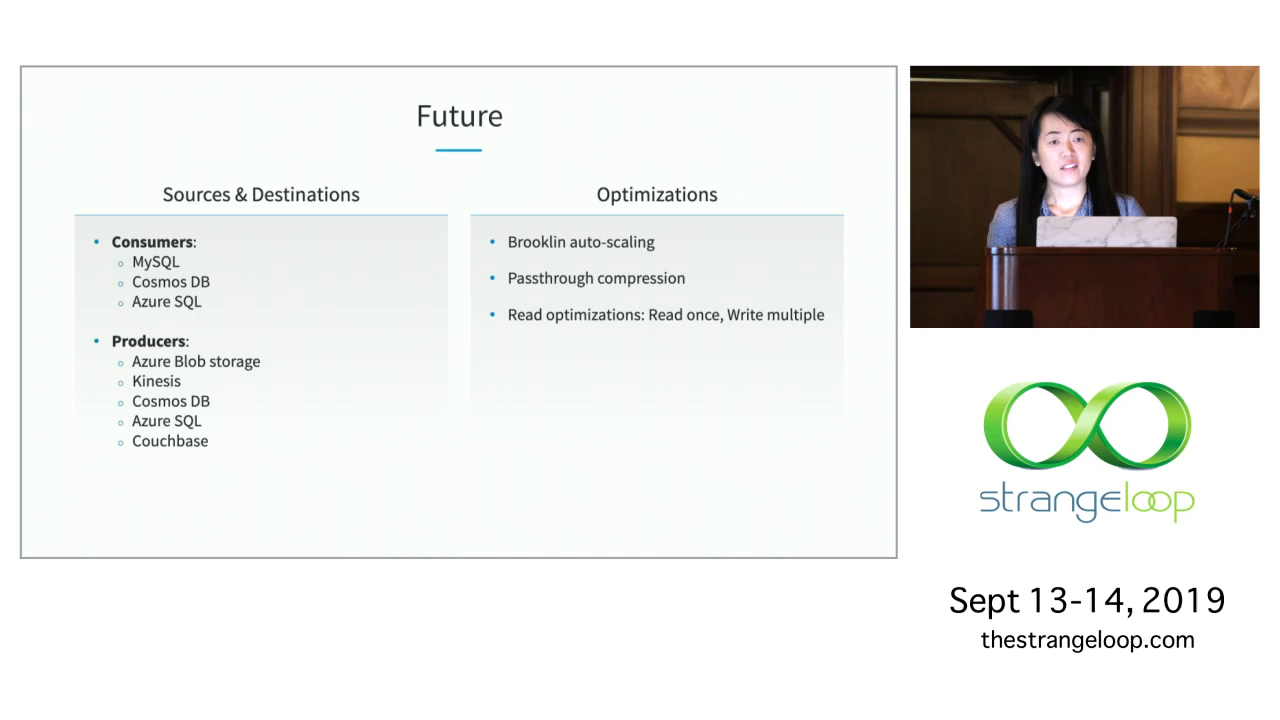 Future
Sources & Destinations
• Consumers:
○ MySQL
○ Cosmos DB
○ Azure SQL
• Producers:
○ Azure Blob storage
○ Kinesis
○ Cosmos DB
○ Azure SQL
○ Couchbase
Optimizations
• Brooklin auto-scaling
• Passthrough compression
• Read optimizations: Read once, Write multiple
strangeloop
Sept 13-14, 2019
thestrangeloop.com